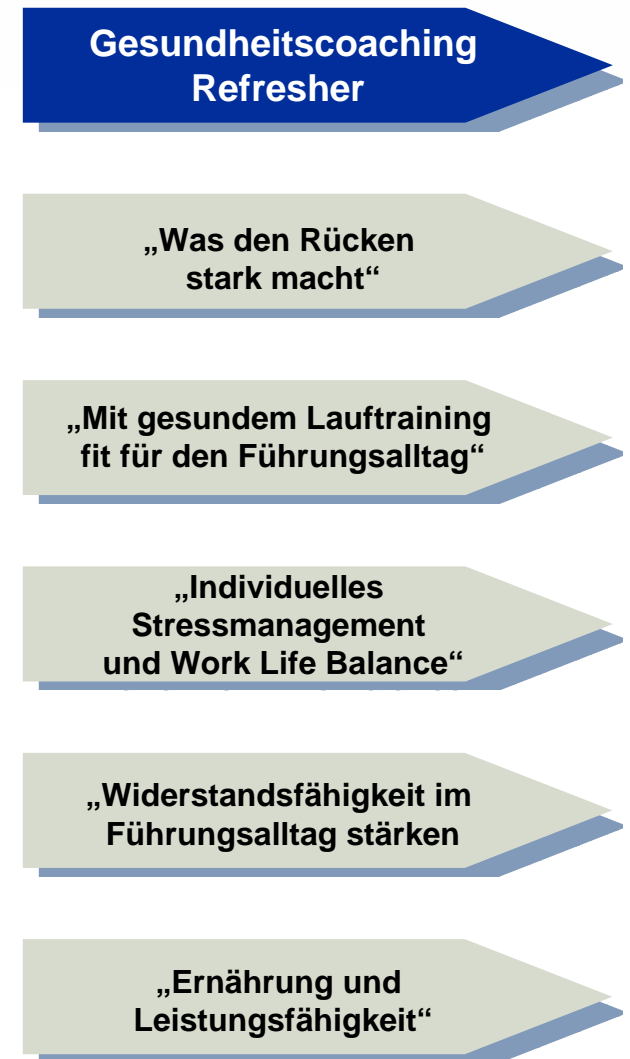 Gesundheitscoaching
Refresher
„Was den Rücken
stark macht“
„Mit gesundem Lauftraining
fit für den Führungsalltag“
„Individuelles
Stressmanagement
und Work Life Balance“
„Widerstandsfähigkeit im
Führungsalltag stärken
„Ernährung und
Leistungsfähigkeit“